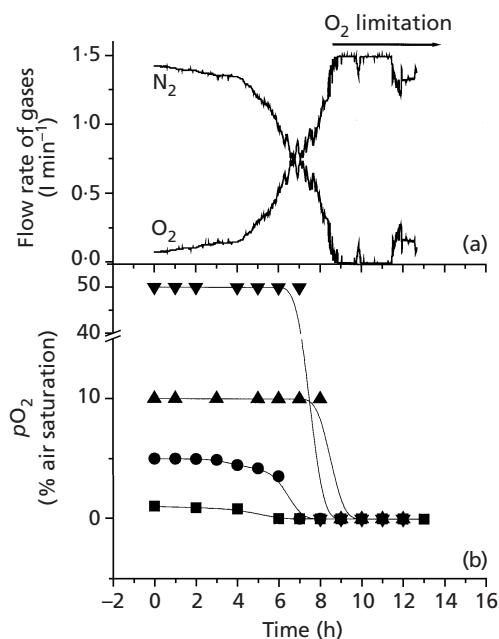 O₂ limitation
1·5
1·0
0·5
0·0
Flow rate of gases
(l min⁻¹)
N₂
O₂
(a)
50
40
10
0
pO₂
(% air saturation)
(b)
−2 0 2 4 6 8 10 12 14 16
Time (h)